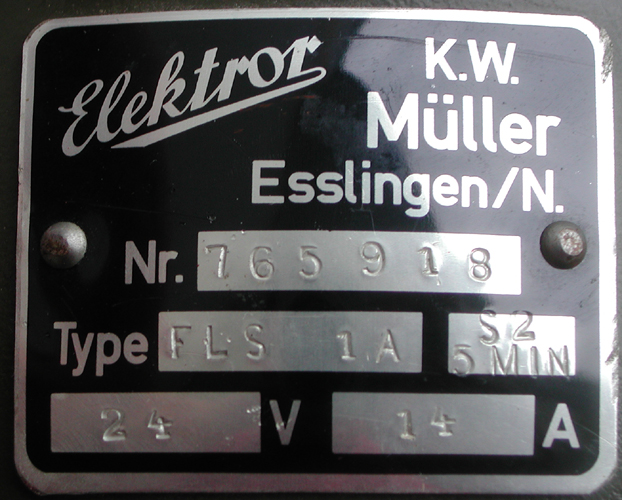 Elektror
K.W.
Müller
Esslingen/N.
Nr. 765918
Type FLS 1A S2
5 MIN
24 V 14 A